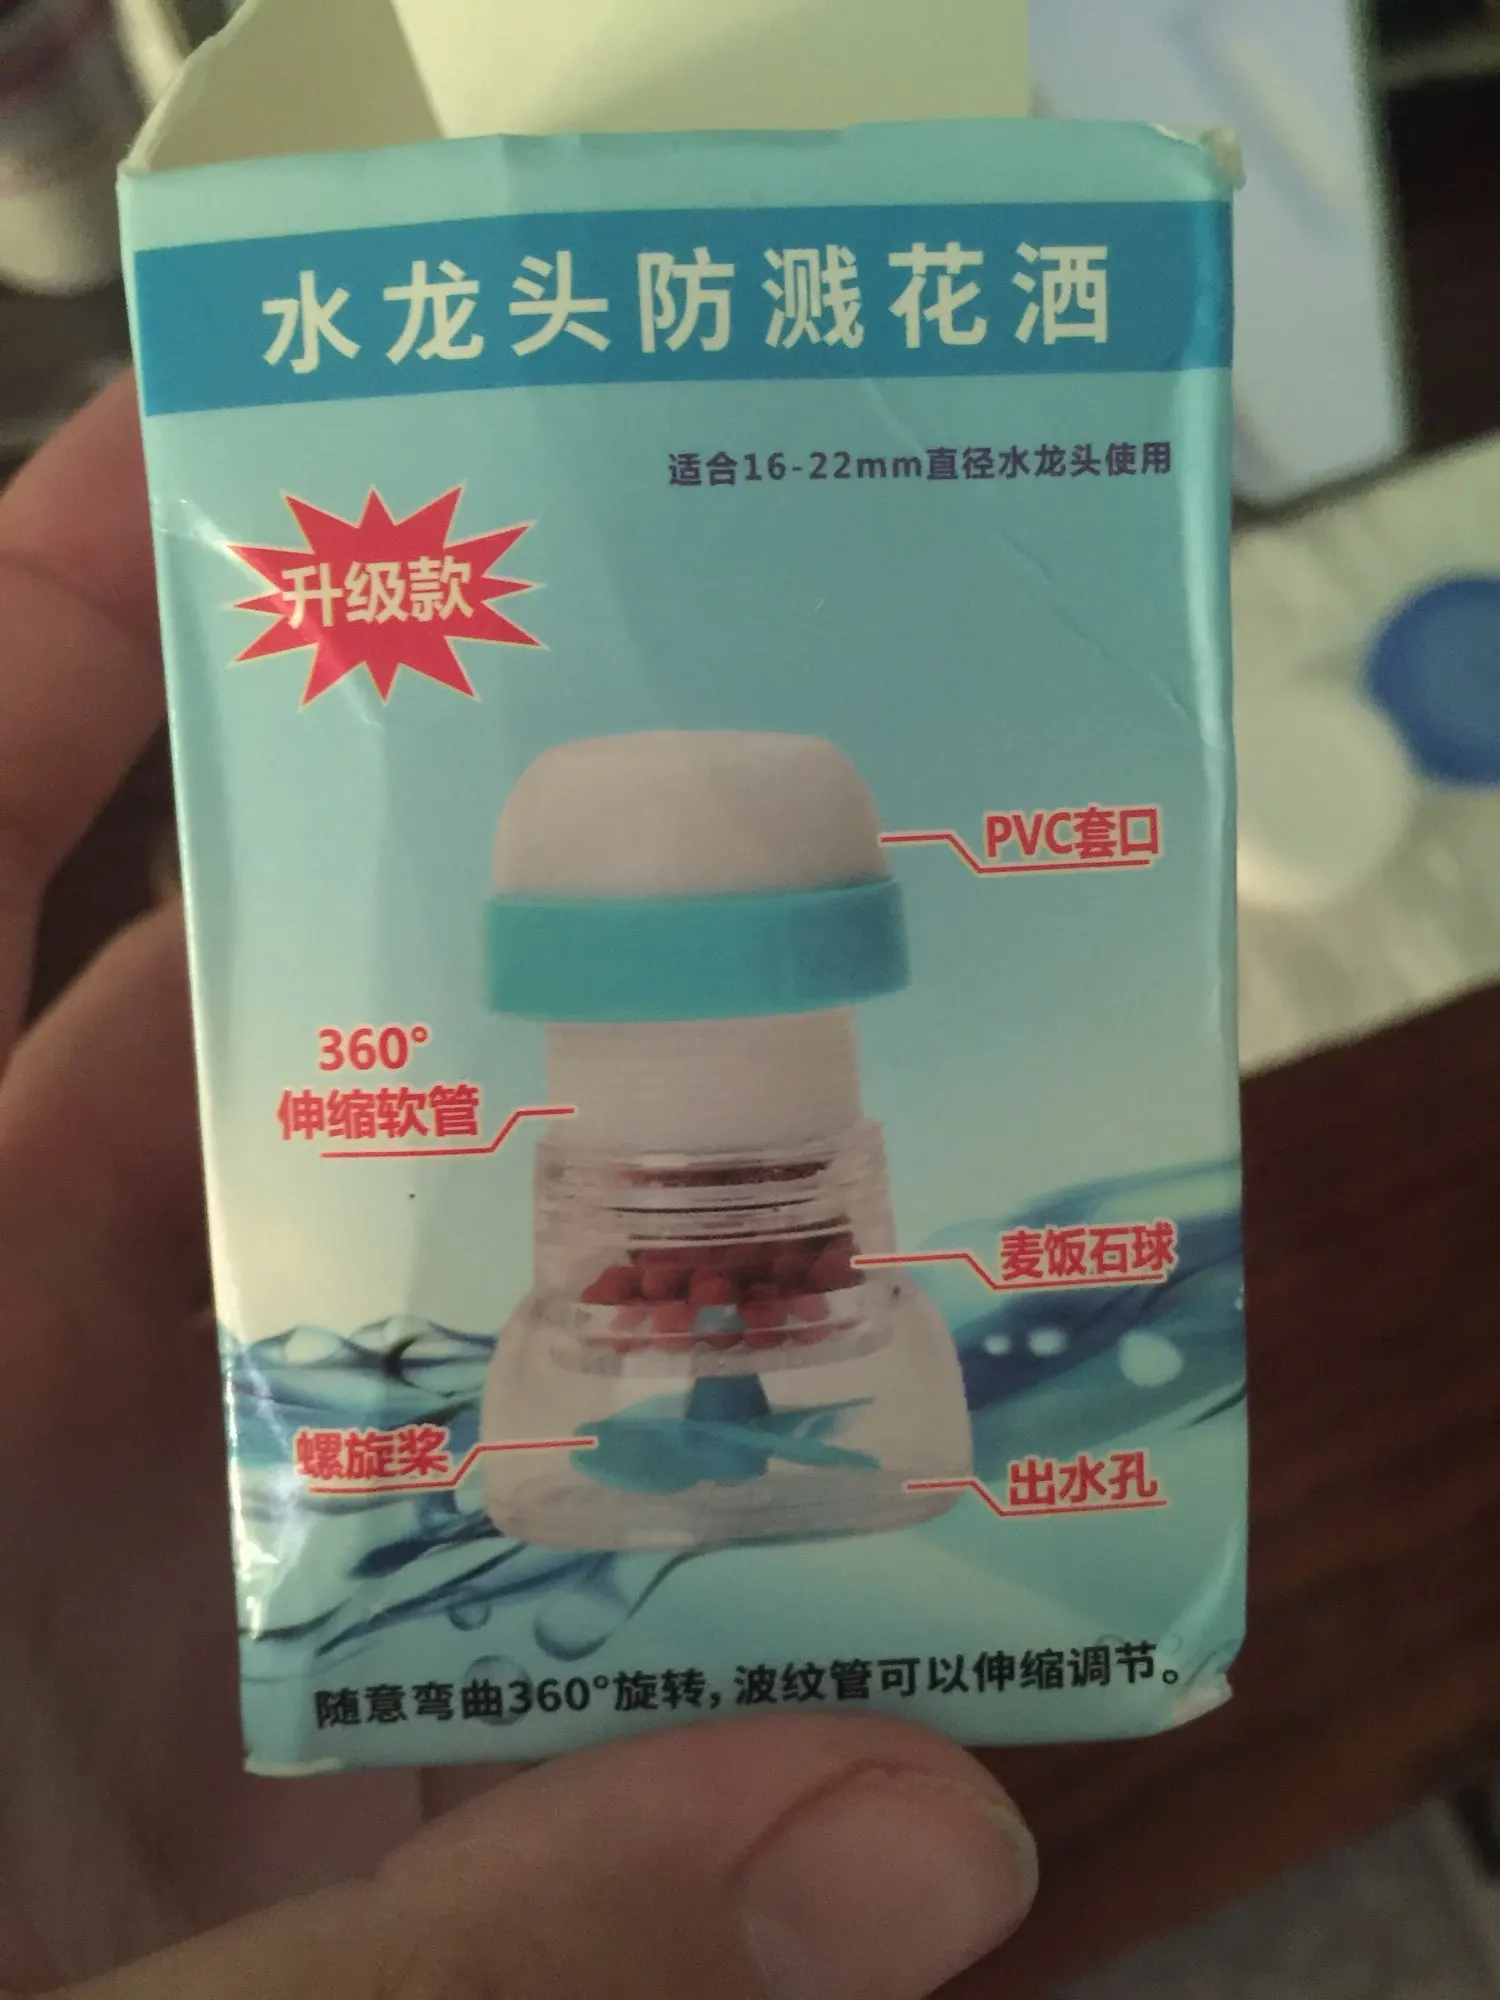 水龙头防溅花洒
适合16-22mm直径水龙头使用
升级款
PVC套口
360°
伸缩软管
麦饭石球
螺旋桨
出水孔
随意弯曲360°旋转，波纹管可以伸缩调节。